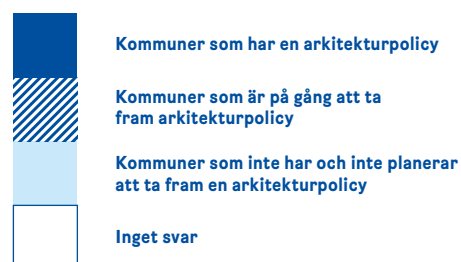 Kommuner som har en arkitekturpolicy
Kommuner som är på gång att ta
fram arkitekturpolicy
Kommuner som inte har och inte planerar
att ta fram en arkitekturpolicy
Inget svar